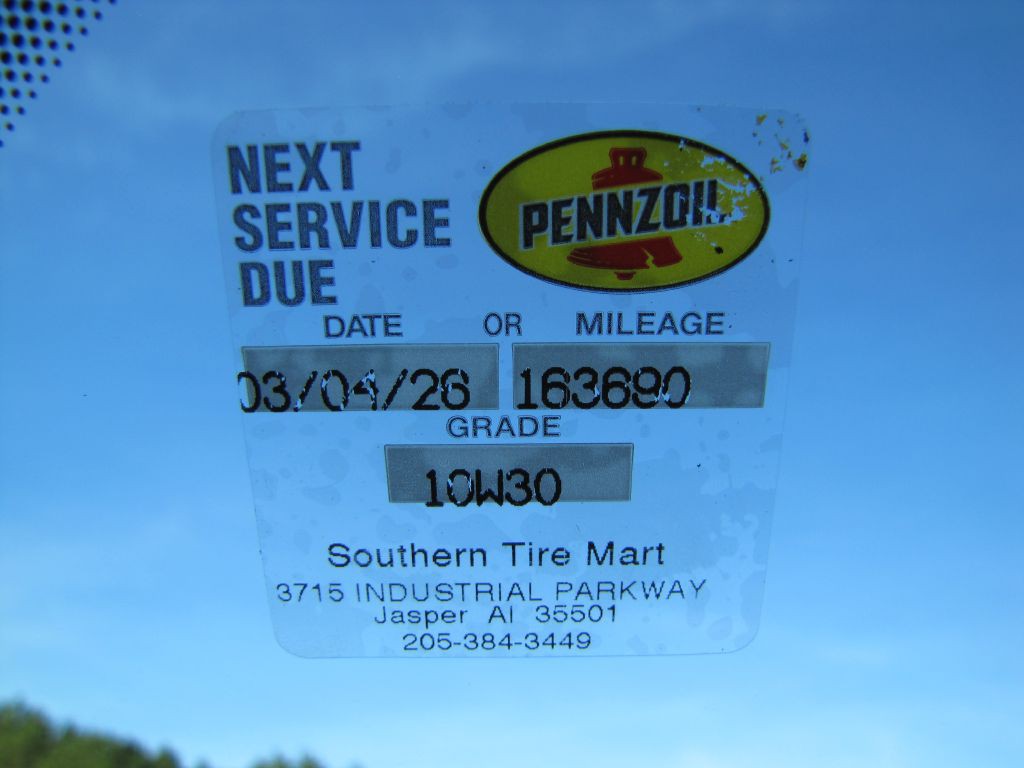 NEXT
SERVICE
DUE
PENNZOIL
DATE OR MILEAGE
03/04/26 163690
GRADE
10W30
Southern Tire Mart
3715 INDUSTRIAL PARKWAY
Jasper Al 35501
205-384-3449